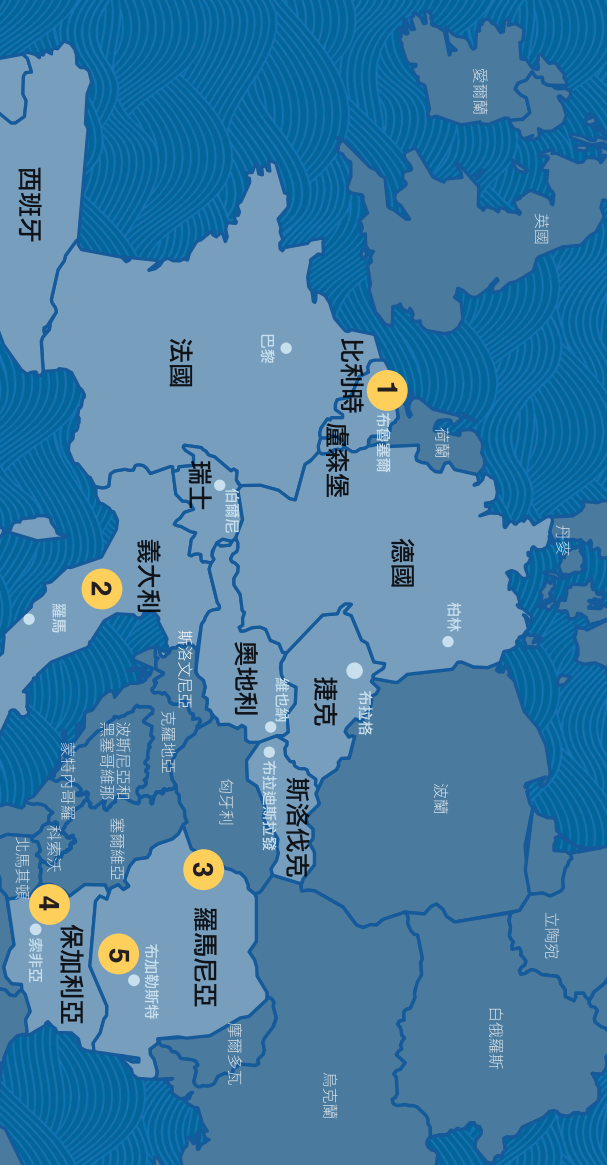 愛爾蘭
英國
丹麥
荷蘭
立陶宛
白俄羅斯
1
布魯塞爾
比利時
盧森堡
德國
柏林
波蘭
烏克蘭
巴黎
法國
瑞士
伯爾尼
布拉格
捷克
斯洛伐克
維也納
奧地利
布拉迪斯拉發
匈牙利
摩爾多瓦
西班牙
義大利
2
羅馬
斯洛文尼亞
克羅地亞
波斯尼亞和
黑塞哥維那
蒙特內哥羅
塞爾維亞
科索沃
北馬其頓
3
羅馬尼亞
5
布加勒斯特
4
保加利亞
索非亞